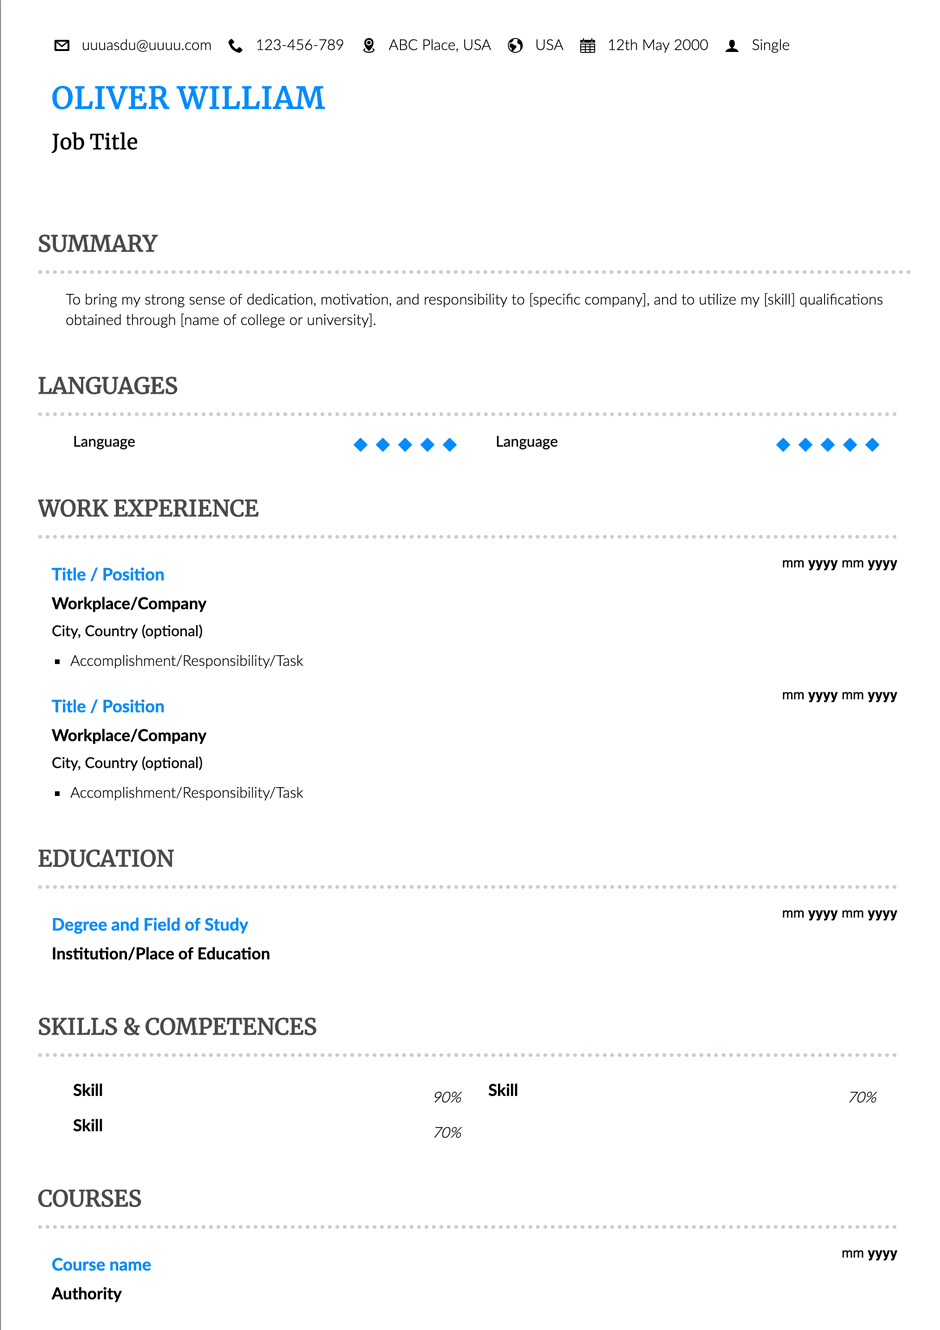 uuuasdu@uuuu.com 123-456-789 ABC Place, USA USA 12th May 2000 Single
OLIVER WILLIAM
Job Title
SUMMARY
To bring my strong sense of dedication, motivation, and responsibility to [specific company], and to utilize my [skill] qualifications
obtained through [name of college or university].
LANGUAGES
Language Language
WORK EXPERIENCE
mm yyyy mm yyyy
Title / Position
Workplace/Company
City, Country (optional)
▪ Accomplishment/Responsibility/Task
mm yyyy mm yyyy
Title / Position
Workplace/Company
City, Country (optional)
▪ Accomplishment/Responsibility/Task
EDUCATION
mm yyyy mm yyyy
Degree and Field of Study
Institution/Place of Education
SKILLS & COMPETENCES
Skill 90% Skill 70%
Skill 70%
COURSES
mm yyyy
Course name
Authority